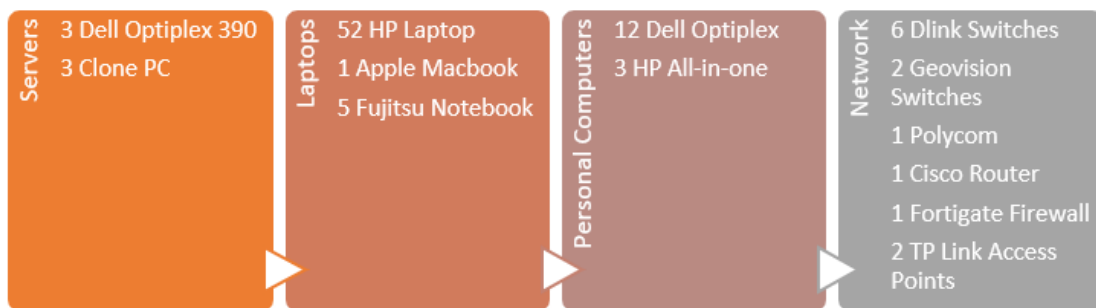 Servers
3 Dell Optiplex 390
3 Clone PC
Laptops
52 HP Laptop
1 Apple Macbook
5 Fujitsu Notebook
Personal Computers
12 Dell Optiplex
3 HP All-in-one
Network
6 Dlink Switches
2 Geovision
Switches
1 Polycom
1 Cisco Router
1 Fortigate Firewall
2 TP Link Access
Points